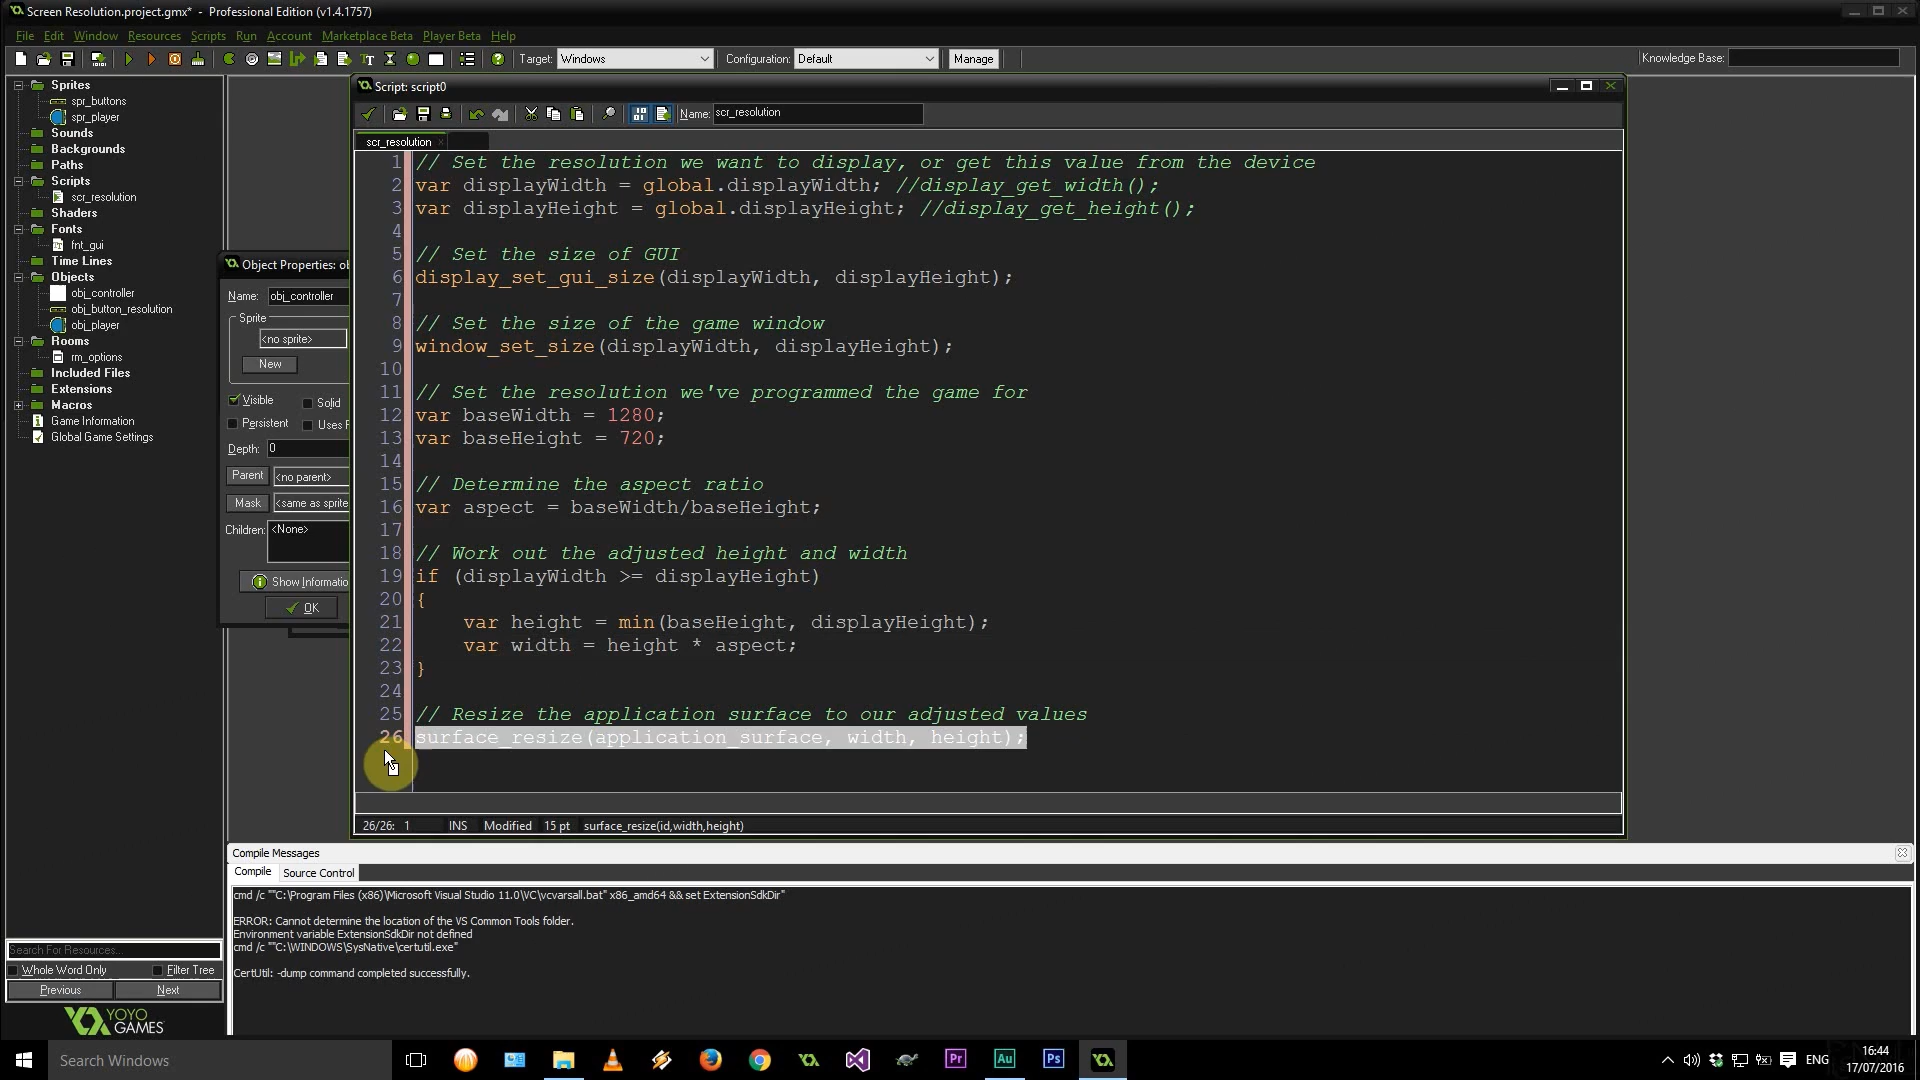 Screen Resolution.project.gmx* - Professional Edition (v1.4.1757)
File Edit Window Resources Scripts Run Account Marketplace Beta Player Beta Help
Target: Windows Configuration: Default Manage Knowledge Base:
Sprites
spr_buttons
spr_player
Sounds
Backgrounds
Paths
Scripts
scr_resolution
Shaders
Fonts
fnt_gui
Time Lines
Objects
obj_controller
obj_button_resolution
obj_player
Rooms
rm_options
Included Files
Extensions
Macros
Game Information
Global Game Settings
Search For Resources...
Whole Word Only Filter Tree
Previous Next
YOYO
GAMES
Object Properties: ob
Name: obj_controller
Sprite
<no sprite>
New
Visible Solid
Persistent Uses P
Depth: 0
Parent <no parent>
Mask <same as sprite
Children: <None>
Show Informatio
OK
Script: script0
Name: scr_resolution
scr_resolution
1 // Set the resolution we want to display, or get this value from the device
2 var displayWidth = global.displayWidth; //display_get_width();
3 var displayHeight = global.displayHeight; //display_get_height();
4
5 // Set the size of GUI
6 display_set_gui_size(displayWidth, displayHeight);
7
8 // Set the size of the game window
9 window_set_size(displayWidth, displayHeight);
10
11 // Set the resolution we've programmed the game for
12 var baseWidth = 1280;
13 var baseHeight = 720;
14
15 // Determine the aspect ratio
16 var aspect = baseWidth/baseHeight;
17
18 // Work out the adjusted height and width
19 if (displayWidth >= displayHeight)
20 {
21 var height = min(baseHeight, displayHeight);
22 var width = height * aspect;
23 }
24
25 // Resize the application surface to our adjusted values
26 surface_resize(application_surface, width, height);
26/26: 1 INS Modified 15 pt surface_resize(id,width,height)
Compile Messages
Compile Source Control
cmd /c ""C:\Program Files (x86)\Microsoft Visual Studio 11.0\VC\vcvarsall.bat" x86_amd64 && set ExtensionSdkDir"
ERROR: Cannot determine the location of the VS Common Tools folder.
Environment variable ExtensionSdkDir not defined
cmd /c ""C:\WINDOWS\SysNative\certutil.exe"
CertUtil: -dump command completed successfully.
Search Windows
Pr Au Ps
ENG
16:44
17/07/2016